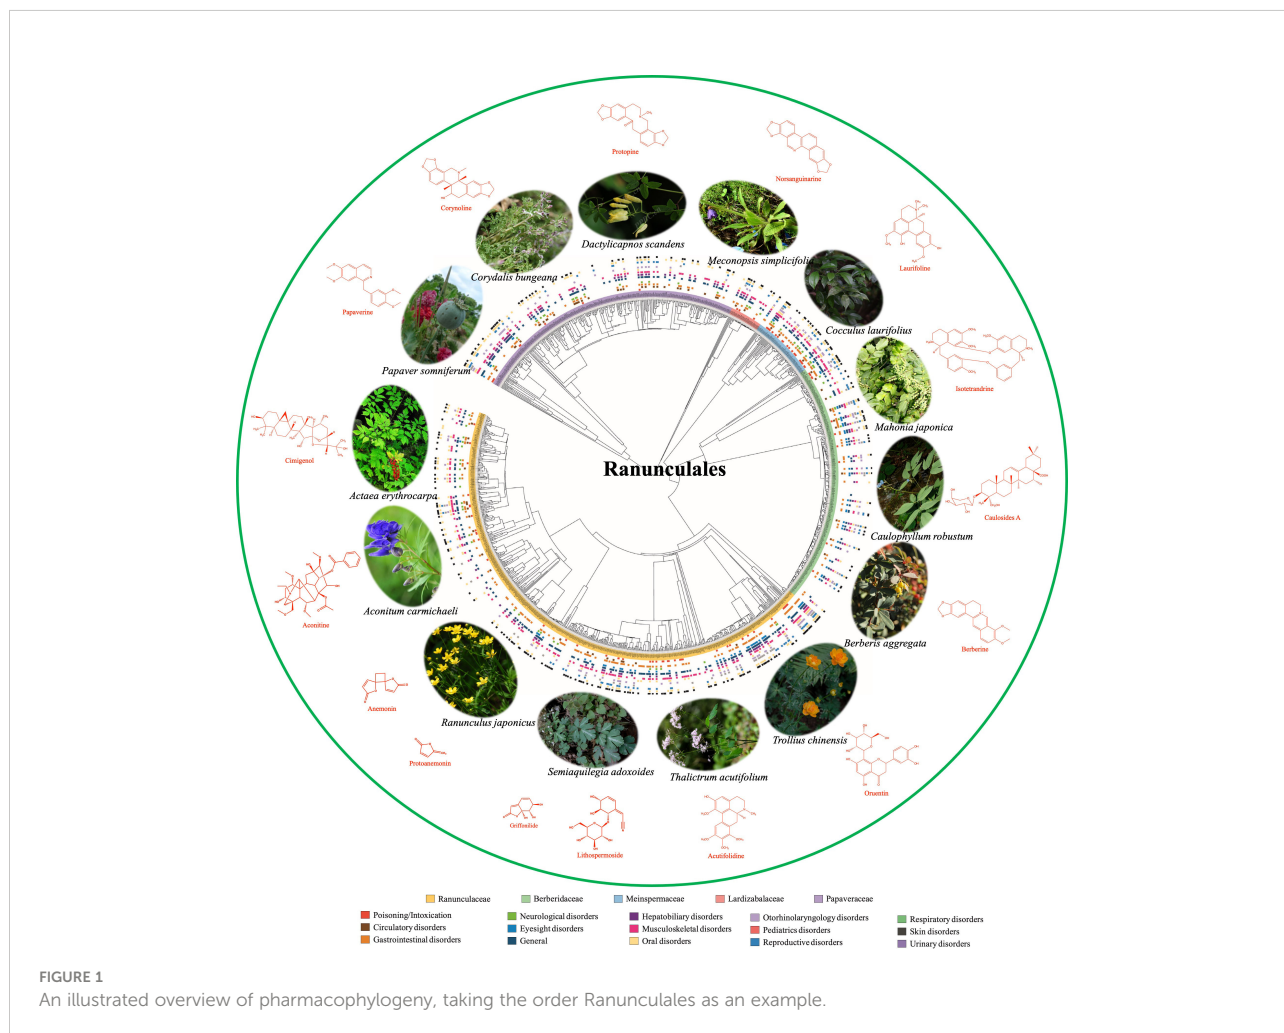 Protopine
Norsanguinarine
Corynoline
Laurifoline
Papaverine
Isotetrandrine
Cimigenol
Caulosides A
Aconitine
Berberine
Anemonin
Protoanemonin
Orientin
Griffonilide
Lithospermoside
Acutifolidine
Dactylicapnos scandens
Meconopsis simplicifolia
Corydalis bungeana
Cocculus laurifolius
Papaver somniferum
Mahonia japonica
Ranunculales
Actaea erythrocarpa
Caulophyllum robustum
Aconitum carmichaeli
Berberis aggregata
Ranunculus japonicus
Trollius chinensis
Semiaquilegia adoxoides
Thalictrum acutifolium
Ranunculaceae Berberidaceae Meinspermaceae Lardizabalaceae Papaveraceae
Poisoning/Intoxication Neurological disorders Hepatobiliary disorders Otorhinolaryngology disorders Respiratory disorders
Circulatory disorders Eyesight disorders Musculoskeletal disorders Pediatrics disorders Skin disorders
Gastrointestinal disorders General Oral disorders Reproductive disorders Urinary disorders
FIGURE 1
An illustrated overview of pharmacophylogeny, taking the order Ranunculales as an example.